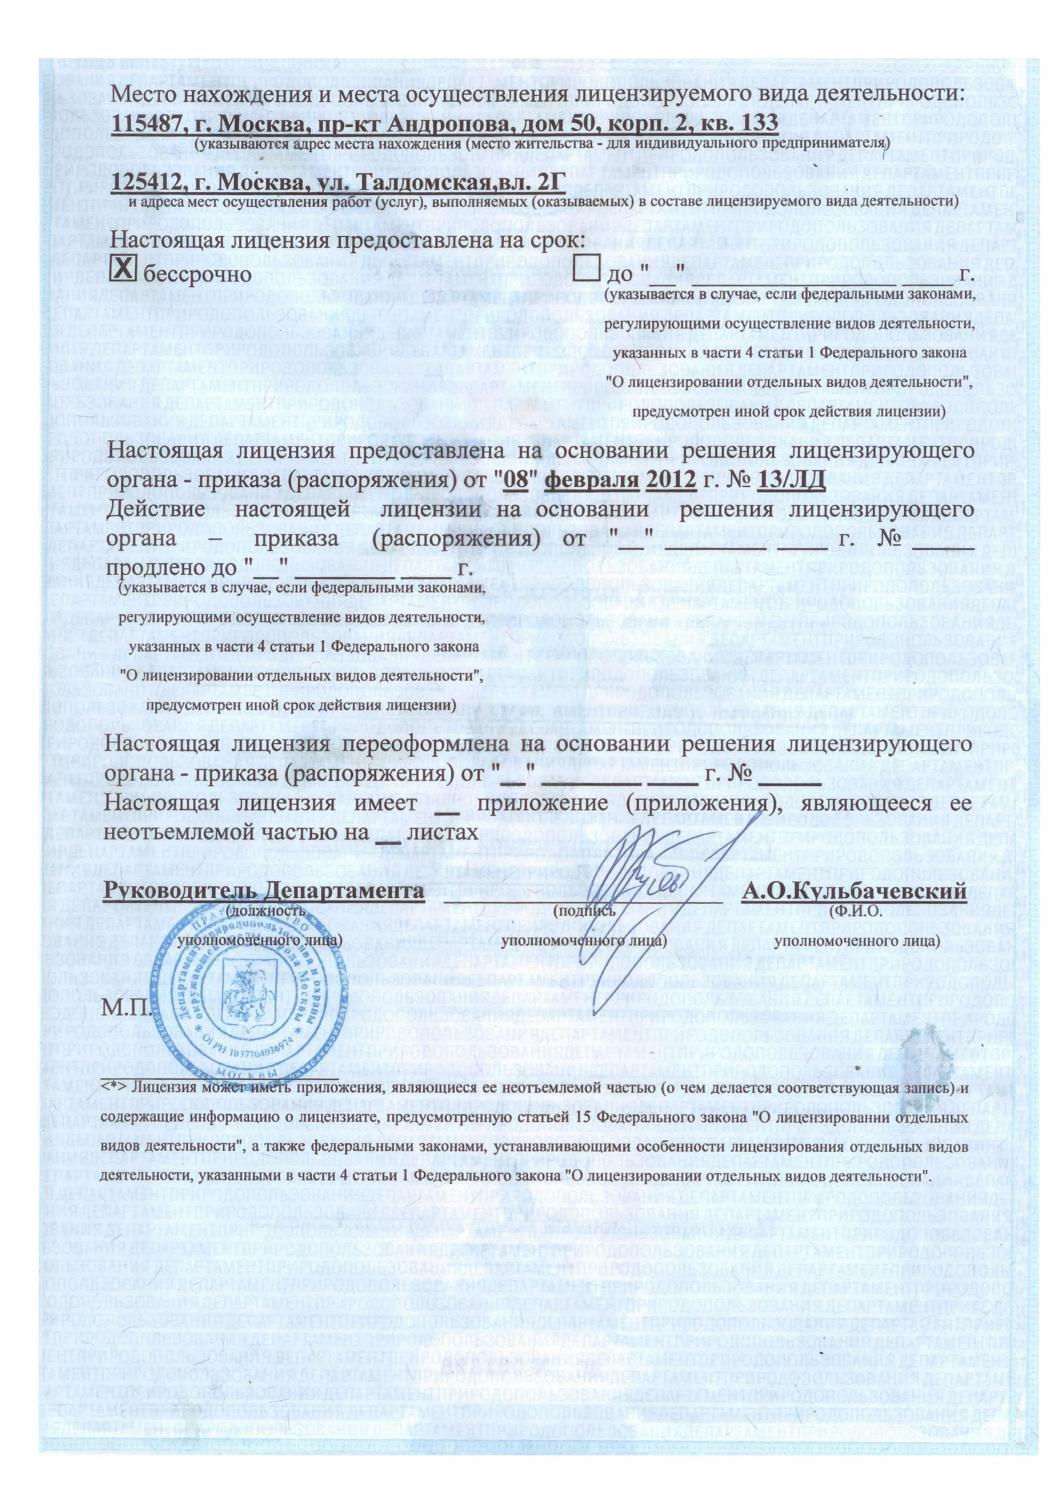 Место нахождения и места осуществления лицензируемого вида деятельности:
115487, г. Москва, пр-кт Андропова, дом 50, корп. 2, кв. 133
(указываются адрес места нахождения (место жительства - для индивидуального предпринимателя)
125412, г. Москва, ул. Талдомская,вл. 2Г
и адреса мест осуществления работ (услуг), выполняемых (оказываемых) в составе лицензируемого вида деятельности)
Настоящая лицензия предоставлена на срок:
X бессрочно
до "__"________________ ____ г.
(указывается в случае, если федеральными законами,
регулирующими осуществление видов деятельности,
указанных в части 4 статьи 1 Федерального закона
"О лицензировании отдельных видов деятельности",
предусмотрен иной срок действия лицензии)
Настоящая лицензия предоставлена на основании решения лицензирующего
органа - приказа (распоряжения) от "08" февраля 2012 г. № 13/ЛД
Действие настоящей лицензии на основании решения лицензирующего
органа – приказа (распоряжения) от "__" ________ ____ г. № _____
продлено до "__" ________ ____ г.
(указывается в случае, если федеральными законами,
регулирующими осуществление видов деятельности,
указанных в части 4 статьи 1 Федерального закона
"О лицензировании отдельных видов деятельности",
предусмотрен иной срок действия лицензии)
Настоящая лицензия переоформлена на основании решения лицензирующего
органа - приказа (распоряжения) от "__" ________ ____ г. № _____
Настоящая лицензия имеет __ приложение (приложения), являющееся ее
неотъемлемой частью на __ листах
Руководитель Департамента
(должность
уполномоченного лица)
(подпись
уполномоченного лица)
А.О.Кульбачевский
(Ф.И.О.
уполномоченного лица)
М.П.
ПРАВИТЕЛЬСТВО МОСКВЫ
Департамент природопользования и охраны
окружающей среды города Москвы
* ОГРН 1037704036974 *
<*> Лицензия может иметь приложения, являющиеся ее неотъемлемой частью (о чем делается соответствующая запись) и
содержащие информацию о лицензиате, предусмотренную статьей 15 Федерального закона "О лицензировании отдельных
видов деятельности", а также федеральными законами, устанавливающими особенности лицензирования отдельных видов
деятельности, указанными в части 4 статьи 1 Федерального закона "О лицензировании отдельных видов деятельности".